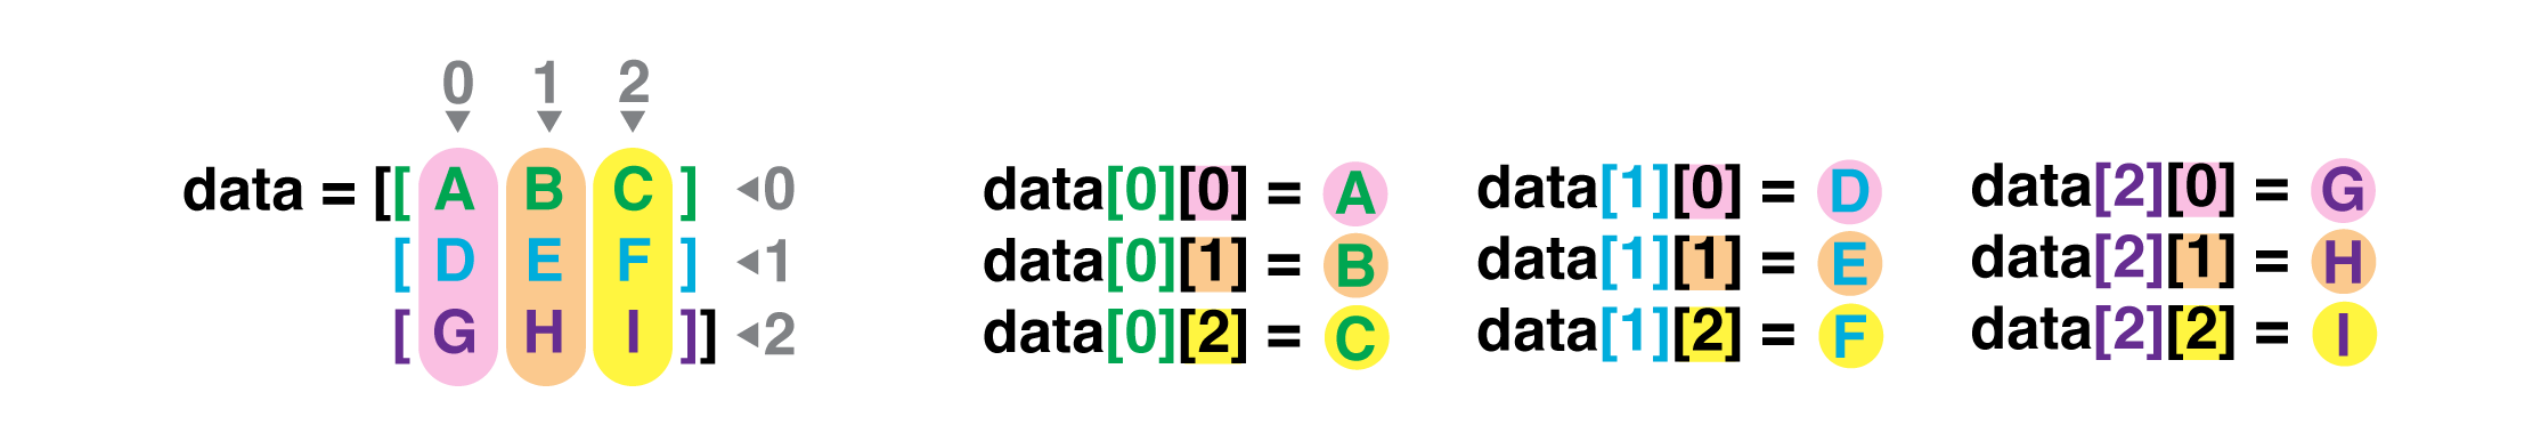 0 1 2
data = [[ A B C ] ◄0
[ D E F ] ◄1
[ G H I ]] ◄2
data[0][0] = A
data[0][1] = B
data[0][2] = C
data[1][0] = D
data[1][1] = E
data[1][2] = F
data[2][0] = G
data[2][1] = H
data[2][2] = I